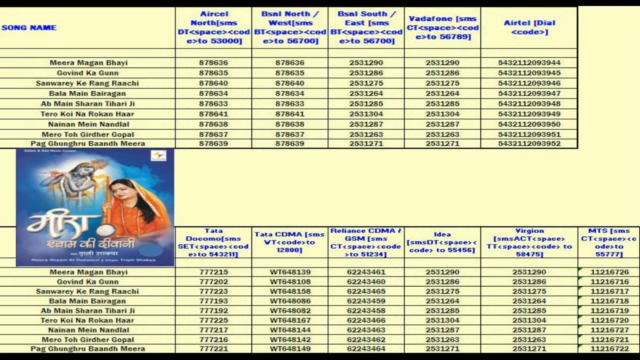 SONG NAME | Aircel North[sms DT<space><code>to 53000] | Bsnl North / West[sms BT<space><code>to 56700] | Bsnl South / East [sms BT<space><code>to 56700] | Vadafone [sms CT<space><code>to 56789] | Airtel [Dial <code>]
Meera Magan Bhayi 878636 878636 2531290 2531290 5432112093944
Govind Ka Gunn 878635 878635 2531286 2531286 5432112093945
Sanwarey Ke Rang Raachi 878640 878640 2531275 2531275 5432112093946
Bala Main Bairagan 878634 878634 2531264 2531264 5432112093947
Ab Main Sharan Tihari Ji 878633 878633 2531285 2531285 5432112093948
Tero Koi Na Rokan Haar 878641 878641 2531304 2531304 5432112093949
Nainan Mein Nandlal 878638 878638 2531287 2531287 5432112093950
Mero Toh Girdher Gopal 878637 878637 2531263 2531263 5432112093951
Pag Ghunghru Baandh Meera 878639 878639 2531271 2531271 5432112093952
मीरा
श्याम की दीवानी
तृप्ती शाक्या
Tata Docomo[sms SET<space><code>to 543211] | Tata CDMA [sms WT<code>to 12800] | Reliance CDMA / GSM [sms CT<space><code>to 51234] | Idea [smsDT<space><code> to 55456] | Virgion [smsACT<space>TT<space><code> to 58475] | MTS [sms CT<space><code>to 55777]
Meera Magan Bhayi 777215 WT648139 62243461 2531290 2531290 11216726
Govind Ka Gunn 777202 WT648108 62243460 2531286 2531286 11216716
Sanwarey Ke Rang Raachi 777223 WT648158 62243465 2531275 2531275 11216717
Bala Main Bairagan 777193 WT648086 62243459 2531264 2531264 11216718
Ab Main Sharan Tihari Ji 777192 WT648082 62243458 2531285 2531285 11216719
Tero Koi Na Rokan Haar 777225 WT648167 62243466 2531304 2531304 11216720
Nainan Mein Nandlal 777217 WT648144 62243463 2531287 2531287 11216727
Mero Toh Girdher Gopal 777216 WT648142 62243462 2531263 2531263 11216721
Pag Ghunghru Baandh Meera 777221 WT648149 62243464 2531271 2531271 11216722